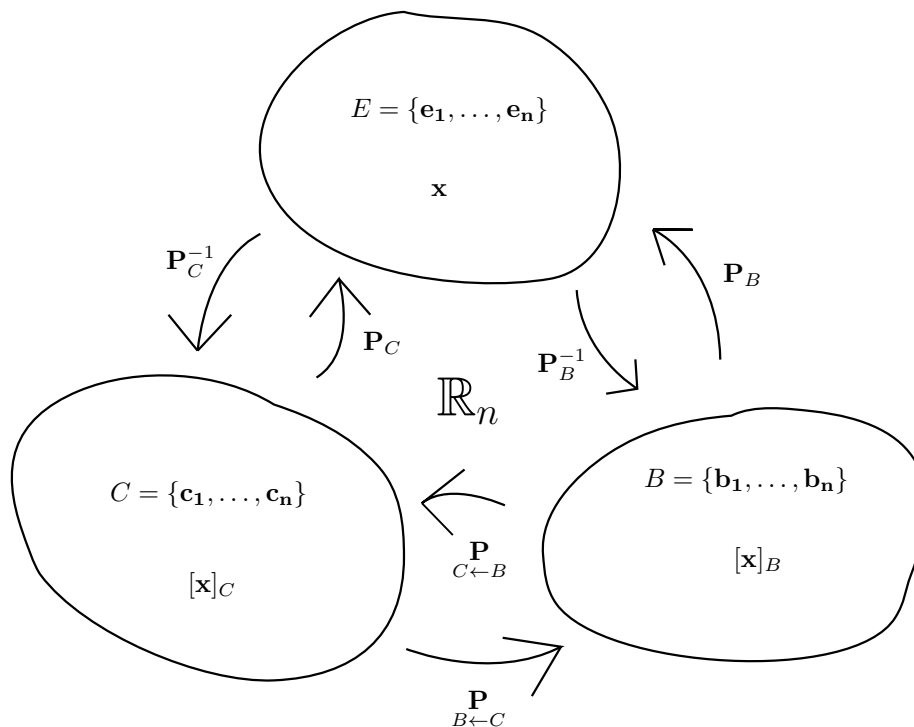 E = {e₁, . . . , eₙ}
x
P_C^{-1}
P_B
P_C
P_B^{-1}
ℝₙ
C = {c₁, . . . , cₙ}
[x]_C
B = {b₁, . . . , bₙ}
[x]_B
P
C←B
P
B←C